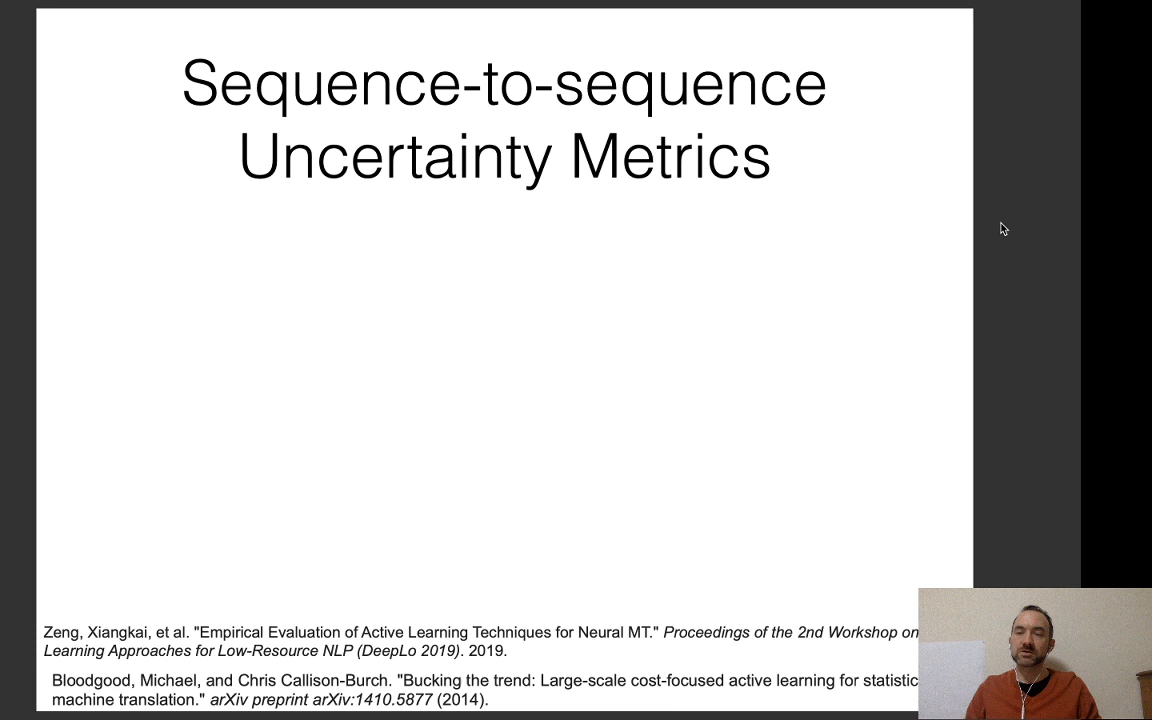 Sequence-to-sequence
Uncertainty Metrics
Zeng, Xiangkai, et al. "Empirical Evaluation of Active Learning Techniques for Neural MT." Proceedings of the 2nd Workshop on
Learning Approaches for Low-Resource NLP (DeepLo 2019). 2019.
Bloodgood, Michael, and Chris Callison-Burch. "Bucking the trend: Large-scale cost-focused active learning for statistic
machine translation." arXiv preprint arXiv:1410.5877 (2014).